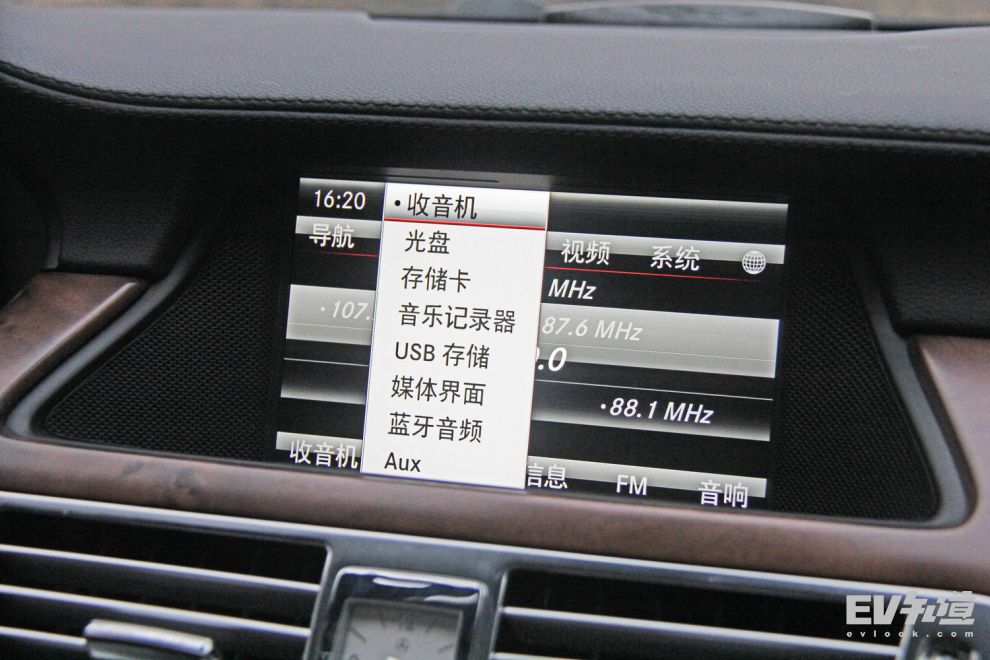 16:20
•收音机
导航
光盘
视频
系统
存储卡
MHz
•107.
音乐记录器
87.6 MHz
USB 存储
.0
媒体界面
•88.1 MHz
蓝牙音频
收音机
Aux
信息
FM
音响
EV知道
evlook.com